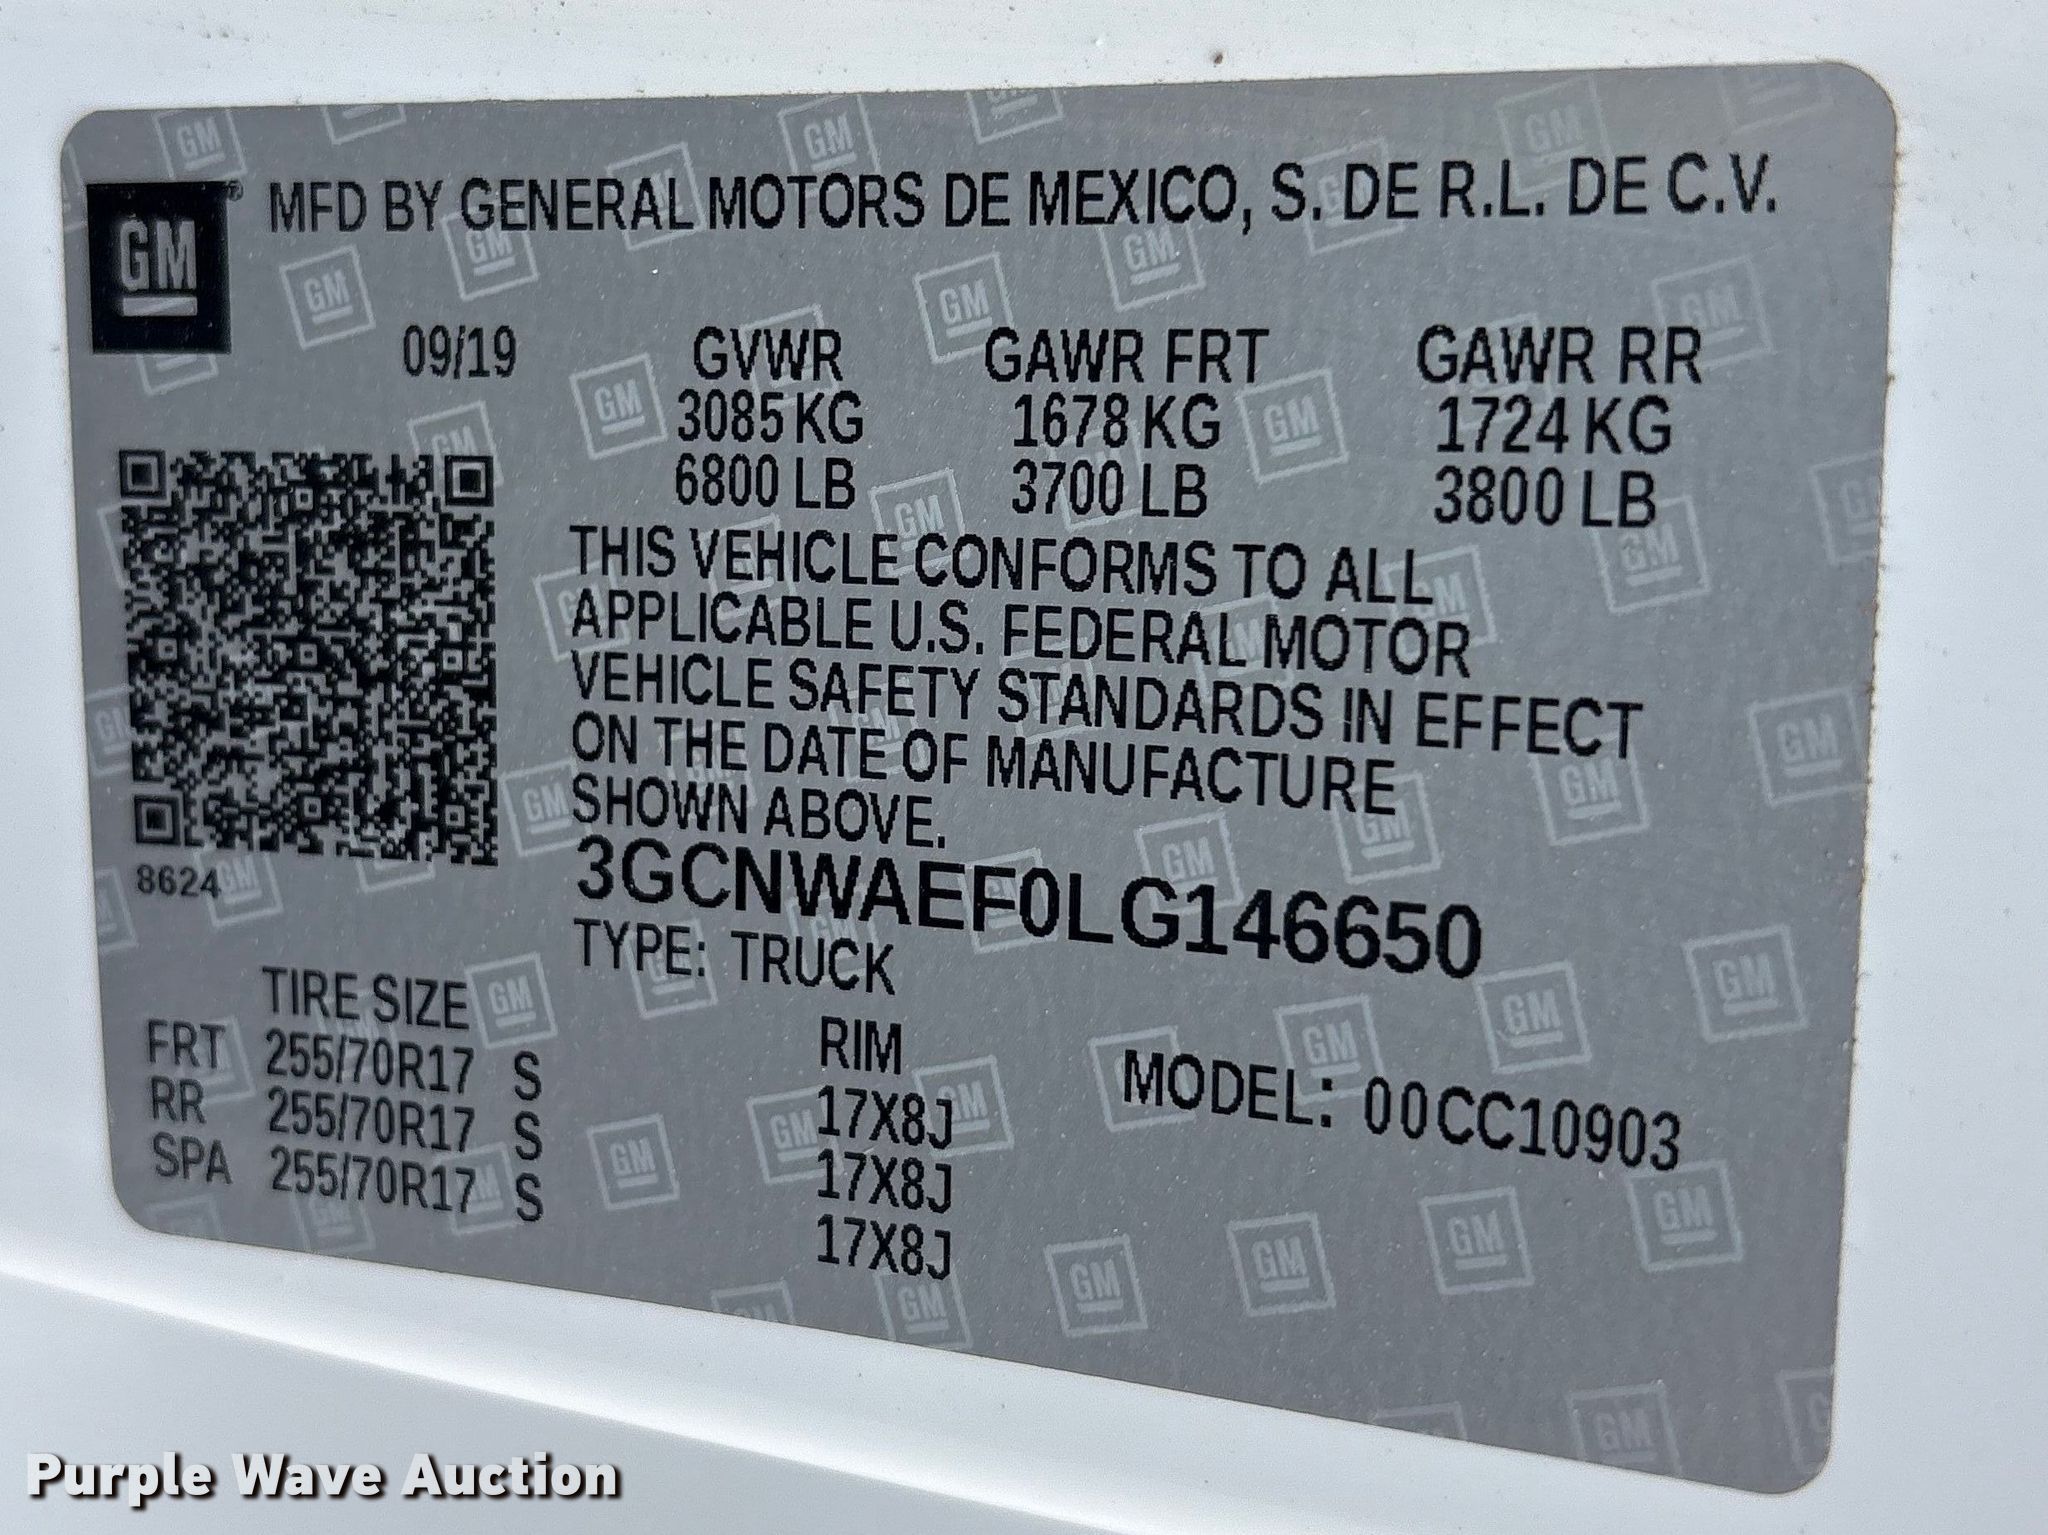 GM® MFD BY GENERAL MOTORS DE MEXICO, S. DE R.L. DE C.V.
09/19 GVWR GAWR FRT GAWR RR
3085 KG 1678 KG 1724 KG
6800 LB 3700 LB 3800 LB
THIS VEHICLE CONFORMS TO ALL
APPLICABLE U.S. FEDERAL MOTOR
VEHICLE SAFETY STANDARDS IN EFFECT
ON THE DATE OF MANUFACTURE
SHOWN ABOVE.
8624
3GCNWAEF0LG146650
TYPE: TRUCK
TIRE SIZE RIM
FRT 255/70R17 S 17X8J
RR 255/70R17 S 17X8J
SPA 255/70R17 S 17X8J
MODEL: 00CC10903
Purple Wave Auction